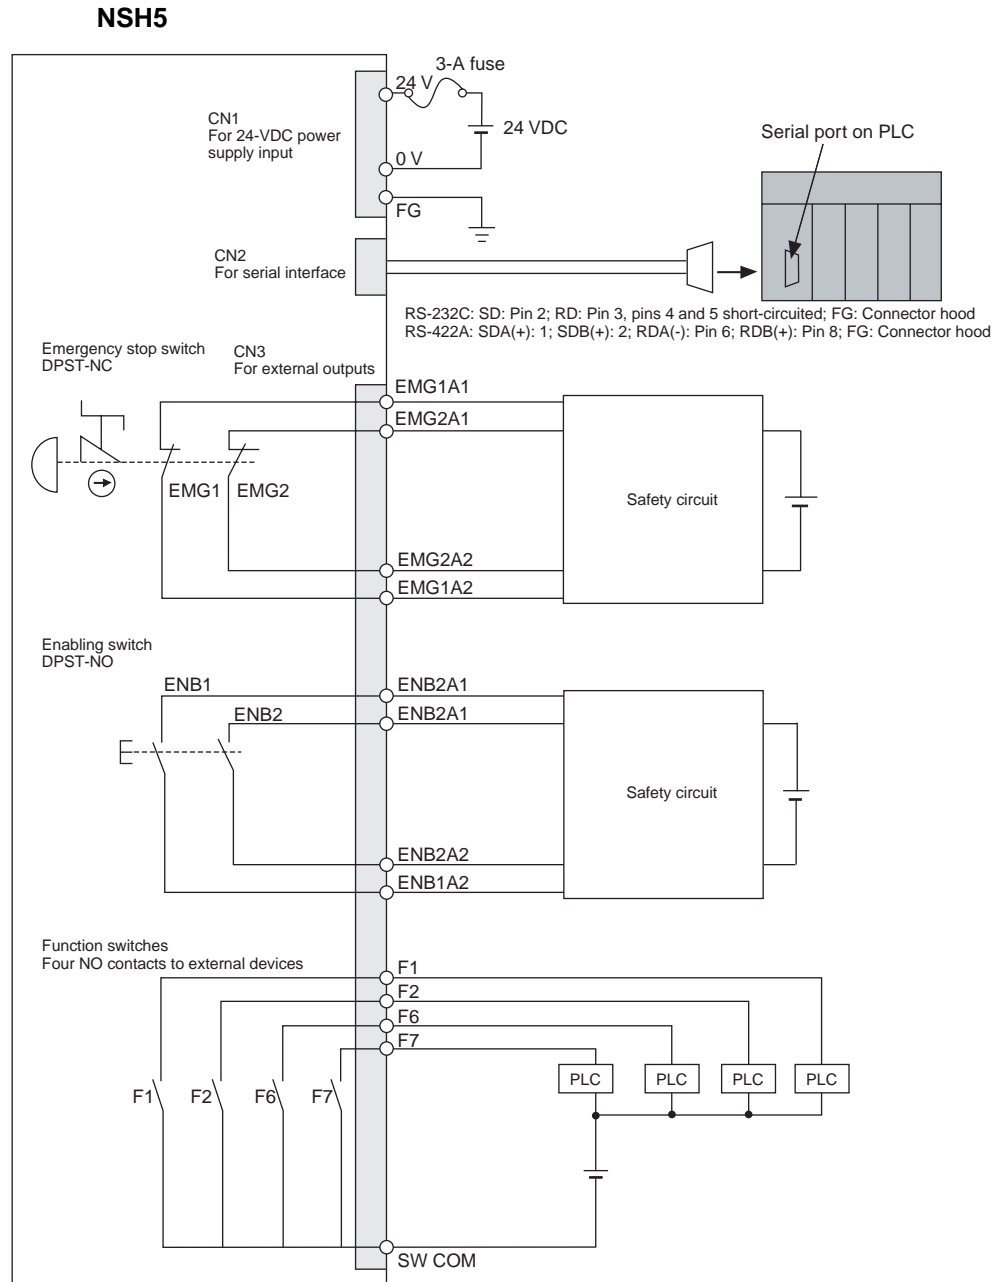 NSH5
3-A fuse
24 V
CN1
For 24-VDC power
supply input
24 VDC
0 V
FG
Serial port on PLC
CN2
For serial interface
RS-232C: SD: Pin 2; RD: Pin 3, pins 4 and 5 short-circuited; FG: Connector hood
RS-422A: SDA(+): 1; SDB(+): 2; RDA(-): Pin 6; RDB(+): Pin 8; FG: Connector hood
Emergency stop switch
DPST-NC
CN3
For external outputs
EMG1A1
EMG2A1
EMG1
EMG2
Safety circuit
EMG2A2
EMG1A2
Enabling switch
DPST-NO
ENB1
ENB2A1
ENB2
ENB2A1
Safety circuit
ENB2A2
ENB1A2
Function switches
Four NO contacts to external devices
F1
F2
F6
F7
F1
F2
F6
F7
PLC
PLC
PLC
PLC
SW COM